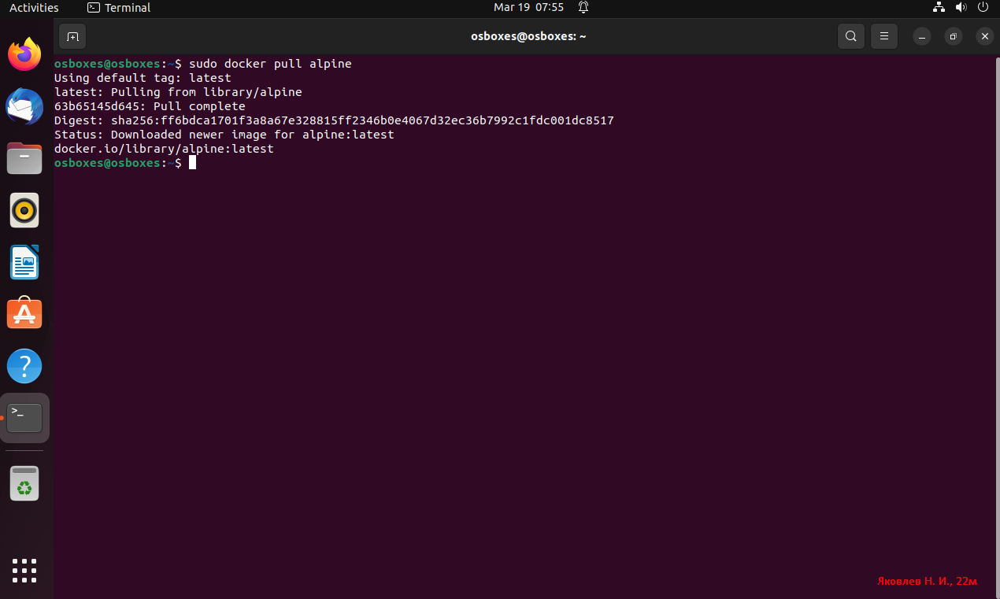 Activities
Terminal
Mar 19 07:55
osboxes@osboxes: ~
osboxes@osboxes:~$ sudo docker pull alpine
Using default tag: latest
latest: Pulling from library/alpine
63b65145d645: Pull complete
Digest: sha256:ff6bdca1701f3a8a67e328815ff2346b0e4067d32ec36b7992c1fdc001dc8517
Status: Downloaded newer image for alpine:latest
docker.io/library/alpine:latest
osboxes@osboxes:~$
Яковлев Н. И., 22м